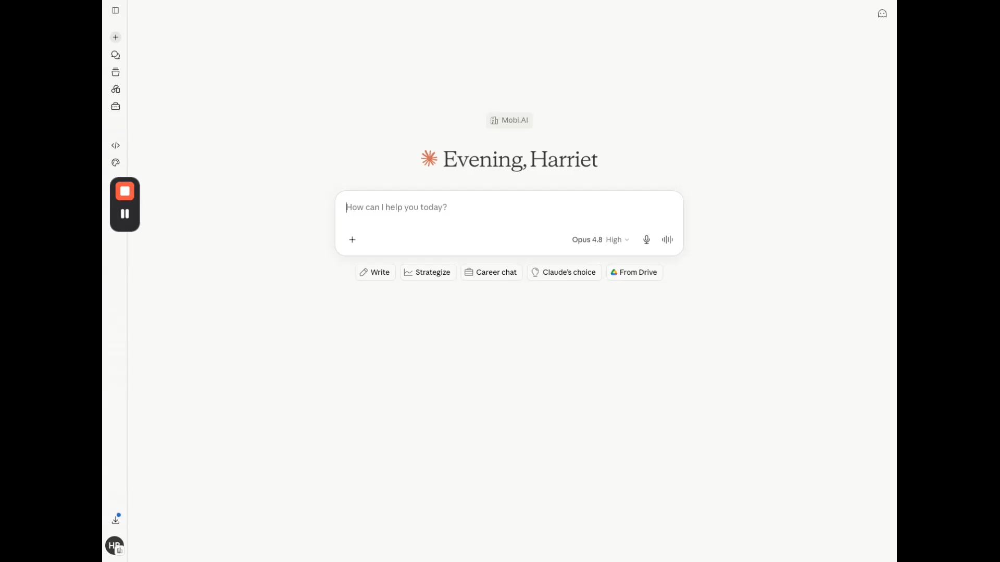 Mobi.AI
Evening, Harriet
How can I help you today?
Opus 4.8 High
Write
Strategize
Career chat
Claude's choice
From Drive